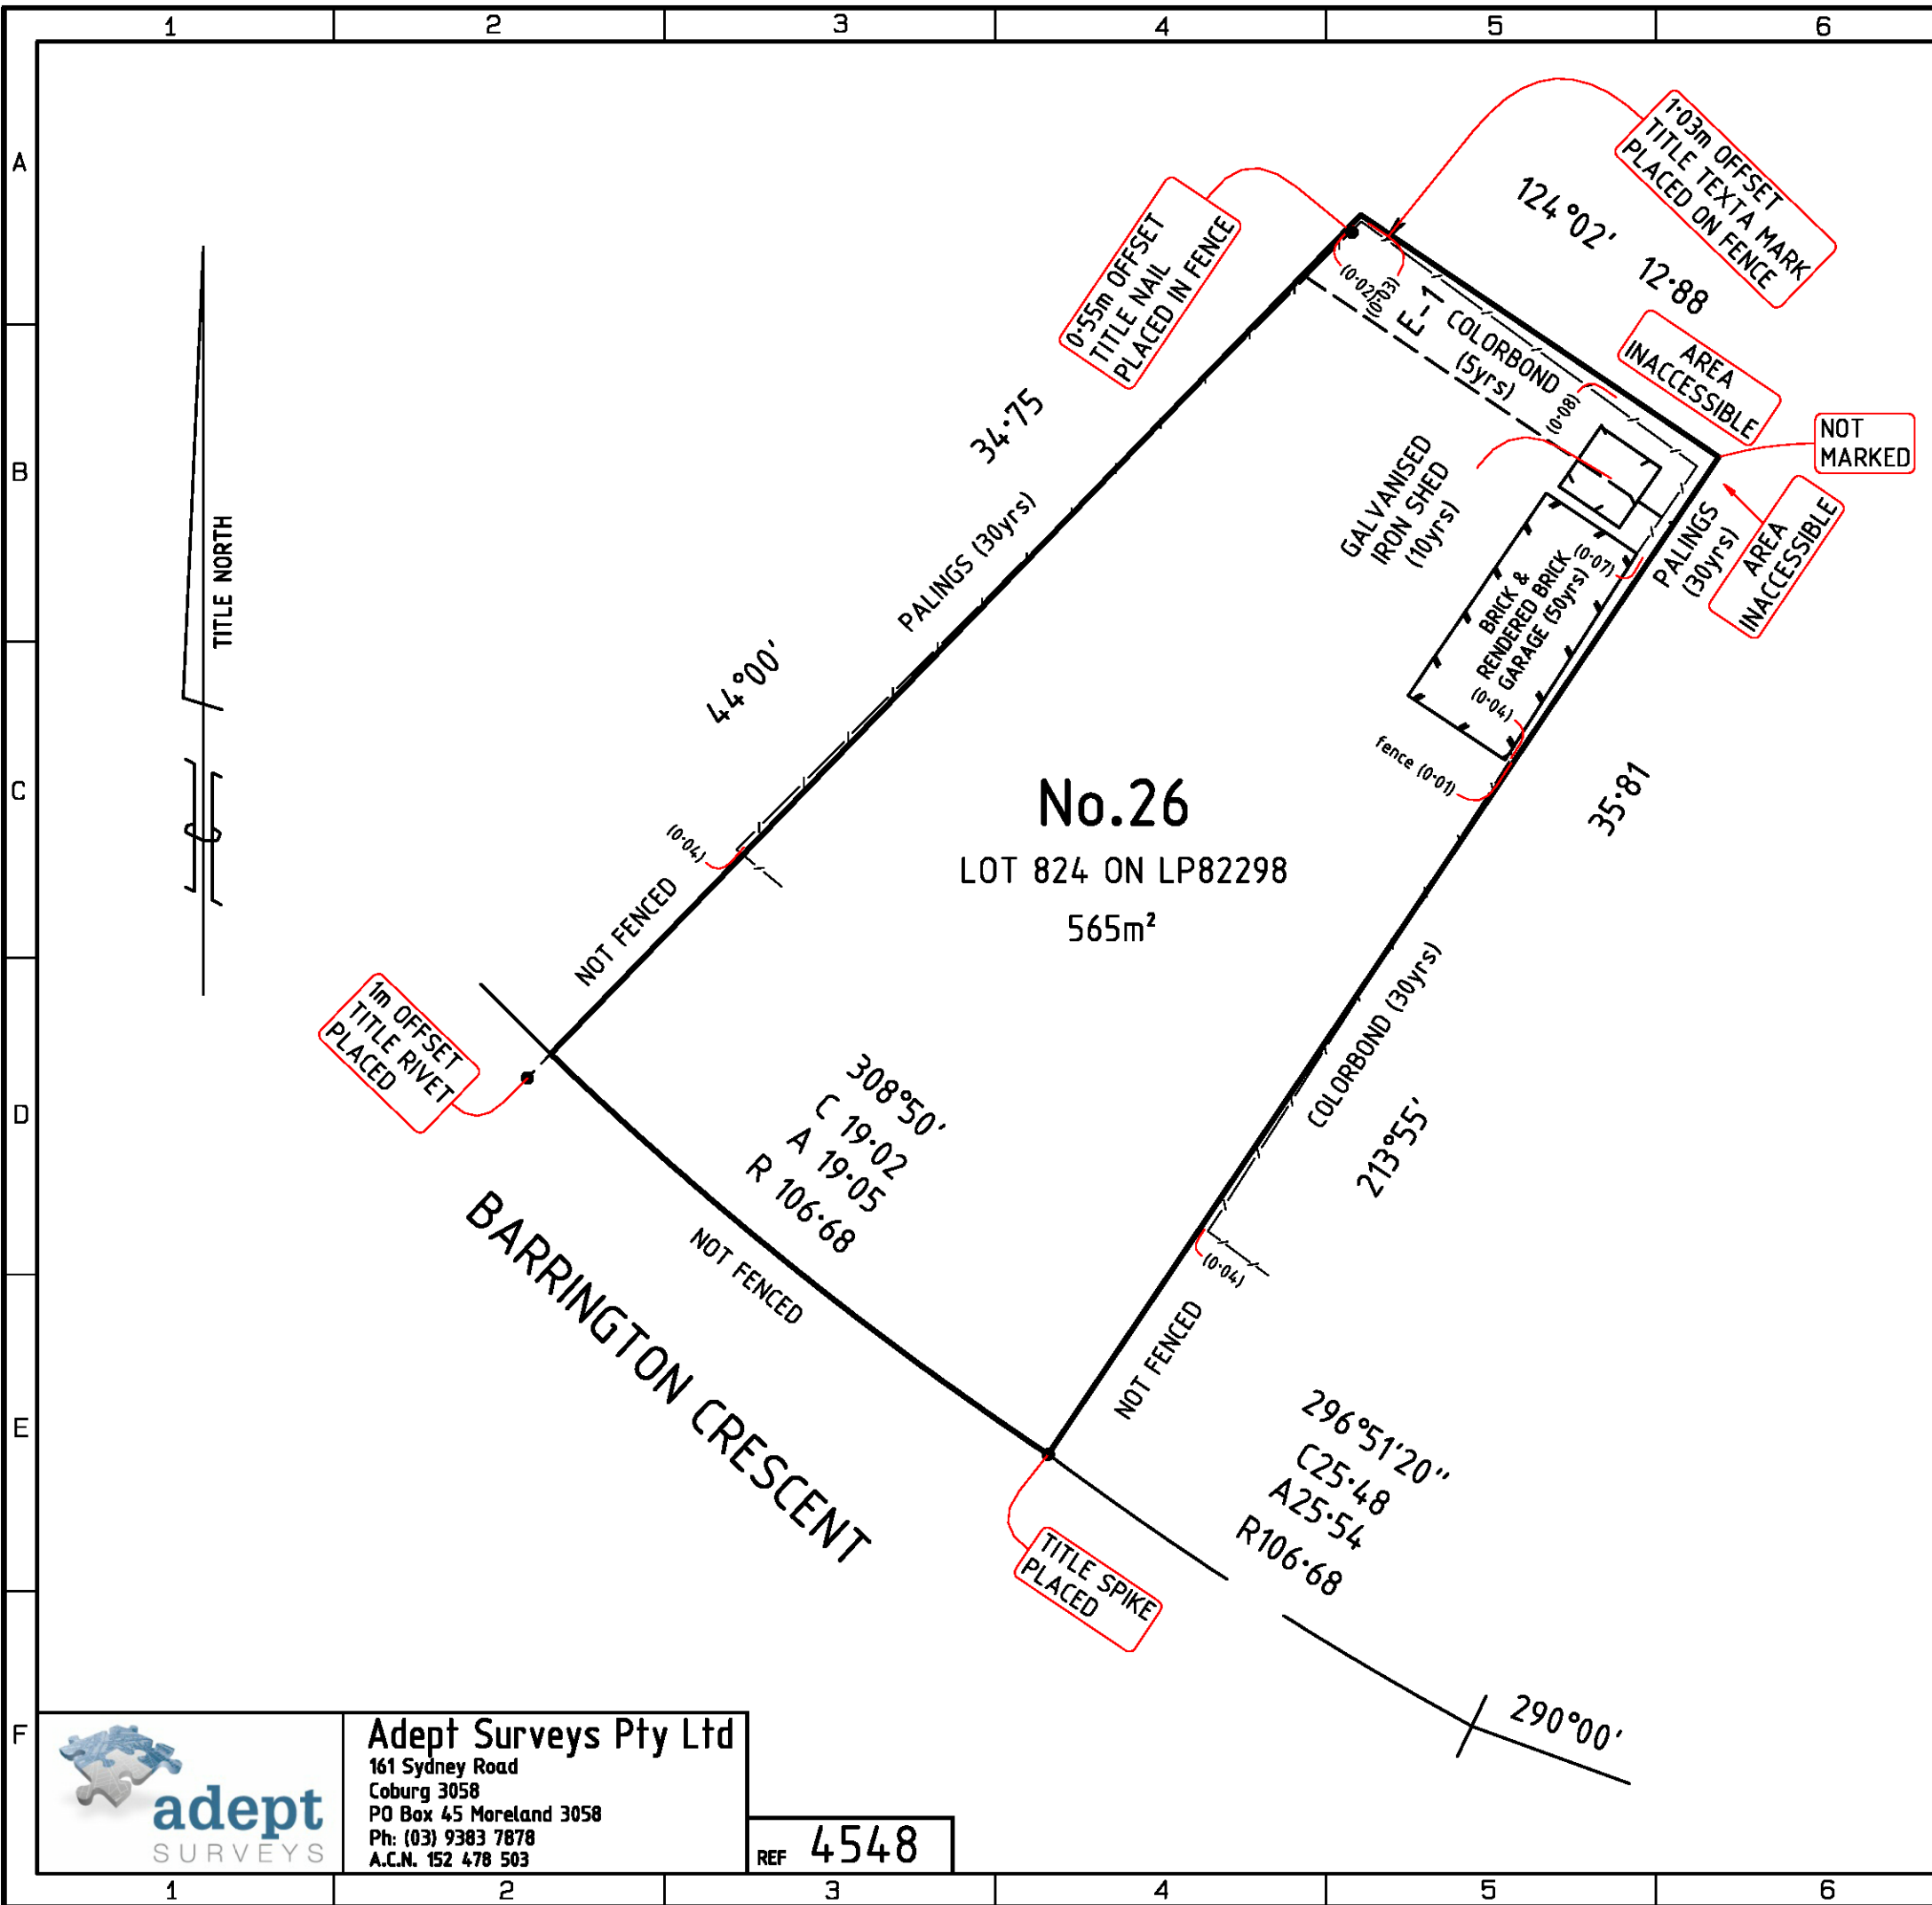 1 2 3 4 5 6
A
B
C
D
E
F
1·03m OFFSET
TITLE TEXTA MARK
PLACED ON FENCE
124°02'
12·88
0·55m OFFSET
TITLE NAIL
PLACED IN FENCE
(0·02)
(0·03)
E-1
COLORBOND
(5yrs)
AREA
INACCESSIBLE
(0·08)
NOT
MARKED
34·75
GALVANISED
IRON SHED
(10yrs)
PALINGS
(30yrs)
AREA
INACCESSIBLE
TITLE NORTH
PALINGS (30yrs)
BRICK &
RENDERED BRICK
GARAGE (50yrs)
(0·07)
(0·04)
44°00'
fence (0·01)
35·81
No.26
LOT 824 ON LP82298
565m²
(0·04)
NOT FENCED
1m OFFSET
TITLE RIVET
PLACED
COLORBOND (30yrs)
308°50'
C 19·02
A 19·05
R 106·68
213°55'
NOT FENCED
(0·04)
BARRINGTON CRESCENT
NOT FENCED
296°51'20"
C25·48
A25·54
R106·68
TITLE SPIKE
PLACED
290°00'
adept
SURVEYS
Adept Surveys Pty Ltd
161 Sydney Road
Coburg 3058
PO Box 45 Moreland 3058
Ph: (03) 9383 7878
A.C.N. 152 478 503
REF 4548
1 2 3 4 5 6